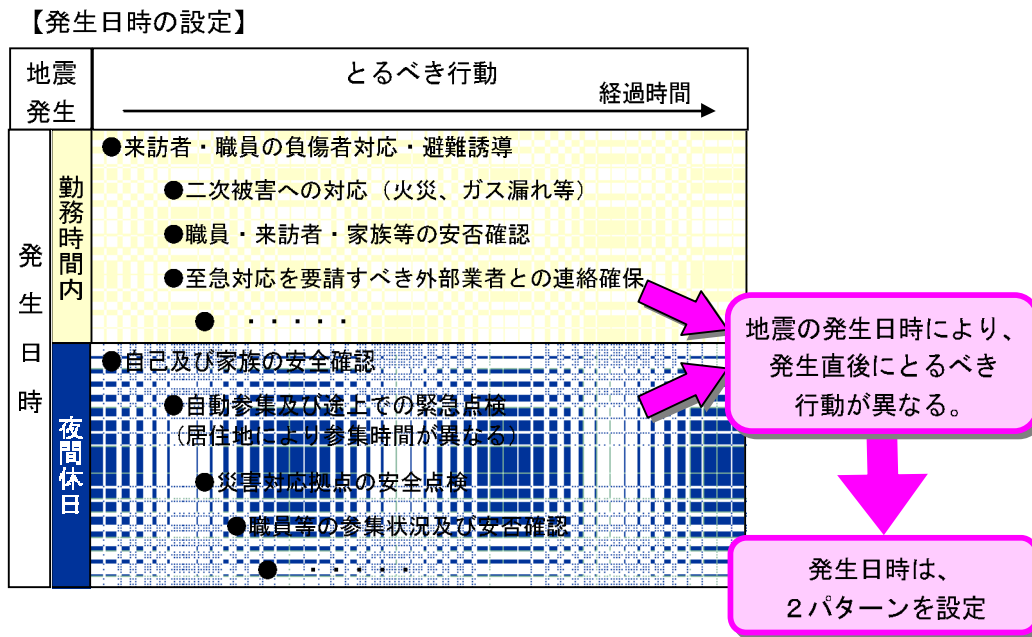 【発生日時の設定】
地震
発生
とるべき行動
経過時間
発生日時
勤務時間内
●来訪者・職員の負傷者対応・避難誘導
●二次被害への対応（火災、ガス漏れ等）
●職員・来訪者・家族等の安否確認
●至急対応を要請すべき外部業者との連絡確保
●　・・・・・
夜間休日
●自己及び家族の安全確認
●自動参集及び途上での緊急点検
（居住地により参集時間が異なる）
●災害対応拠点の安全点検
●職員等の参集状況及び安否確認
●　・・・・・
地震の発生日時により、
発生直後にとるべき
行動が異なる。
発生日時は、
２パターンを設定